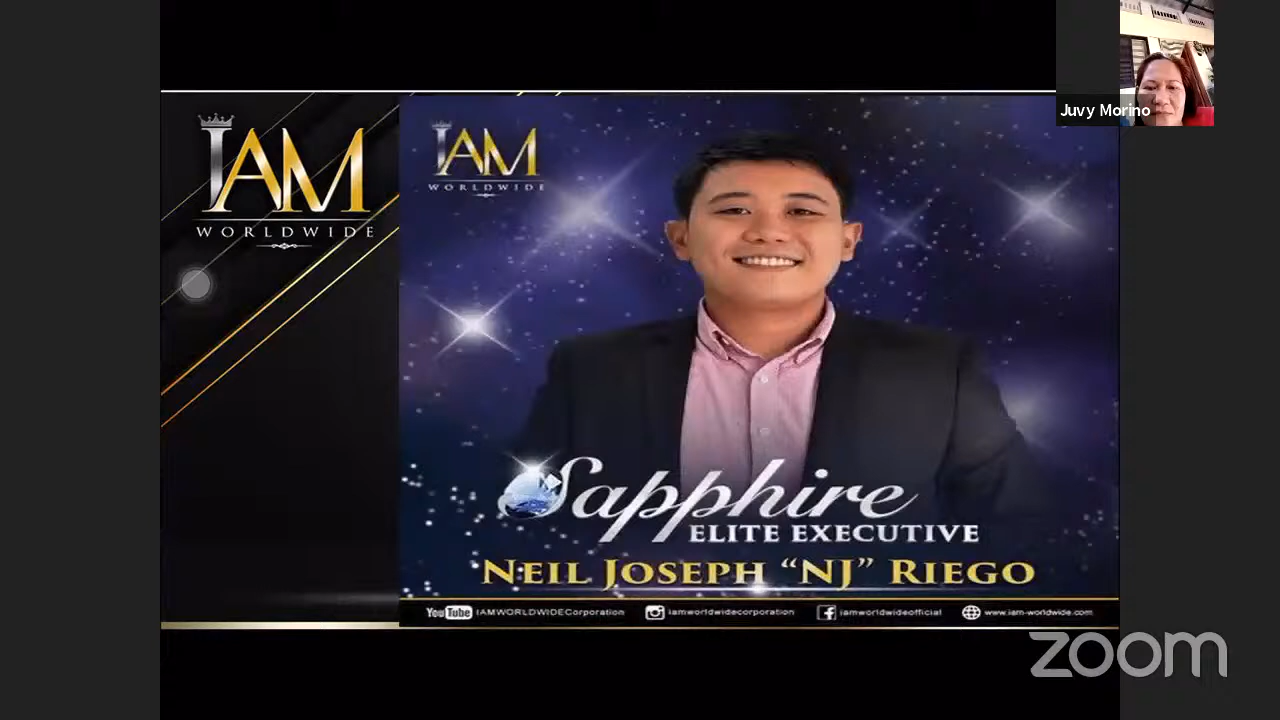 Juvy Morino
IAM
WORLDWIDE
IAM
WORLDWIDE
Sapphire
ELITE EXECUTIVE
NEIL JOSEPH “NJ” RIEGO
YouTube IAMWORLDWIDECorporation iamworldwidecorporation iamworldwideofficial www.iam-worldwide.com
zoom